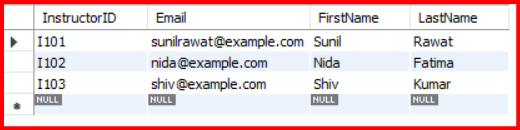 InstructorID Email FirstName LastName
I101 sunilrawat@example.com Sunil Rawat
I102 nida@example.com Nida Fatima
I103 shiv@example.com Shiv Kumar
NULL NULL NULL NULL